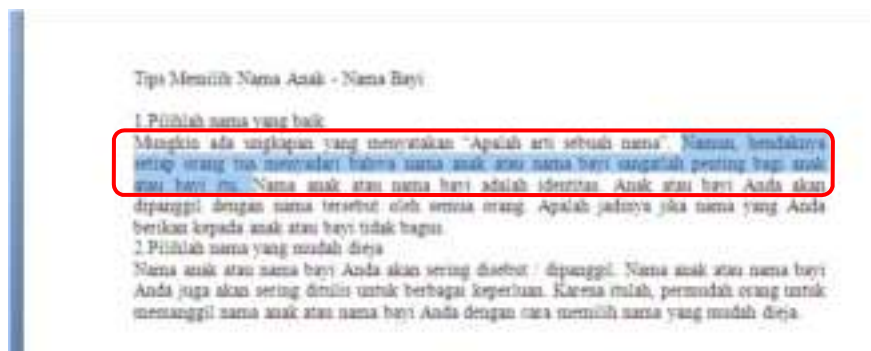 Tips Memilih Nama Anak - Nama Bayi
1.Pilihlah nama yang baik
Mungkin ada ungkapan yang menyatakan "Apalah arti sebuah nama". Namun, hendaknya
setiap orang tua menyadari bahwa nama anak atau nama bayi sangatlah penting bagi anak
atau bayi itu. Nama anak atau nama bayi adalah identitas. Anak atau bayi Anda akan
dipanggil dengan nama tersebut oleh semua orang. Apalah jadinya jika nama yang Anda
berikan kepada anak atau bayi tidak bagus.
2.Pilihlah nama yang mudah dieja
Nama anak atau nama bayi Anda akan sering disebut / dipanggil. Nama anak atau nama bayi
Anda juga akan sering ditulis untuk berbagai keperluan. Karena itulah, permudah orang untuk
memanggil nama anak atau nama bayi Anda dengan cara memilih nama yang mudah dieja.